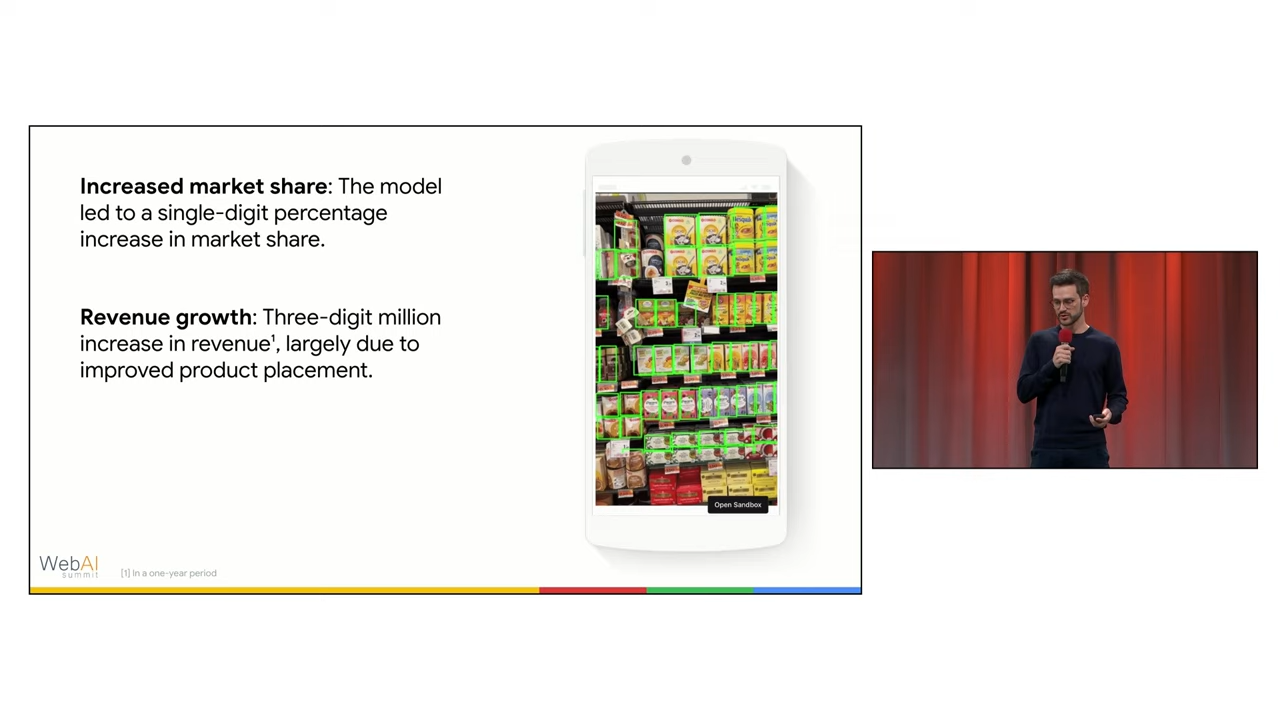 Increased market share: The model
led to a single-digit percentage
increase in market share.
Revenue growth: Three-digit million
increase in revenue¹, largely due to
improved product placement.
Open Sandbox
WebAI
summit
[1] In a one-year period